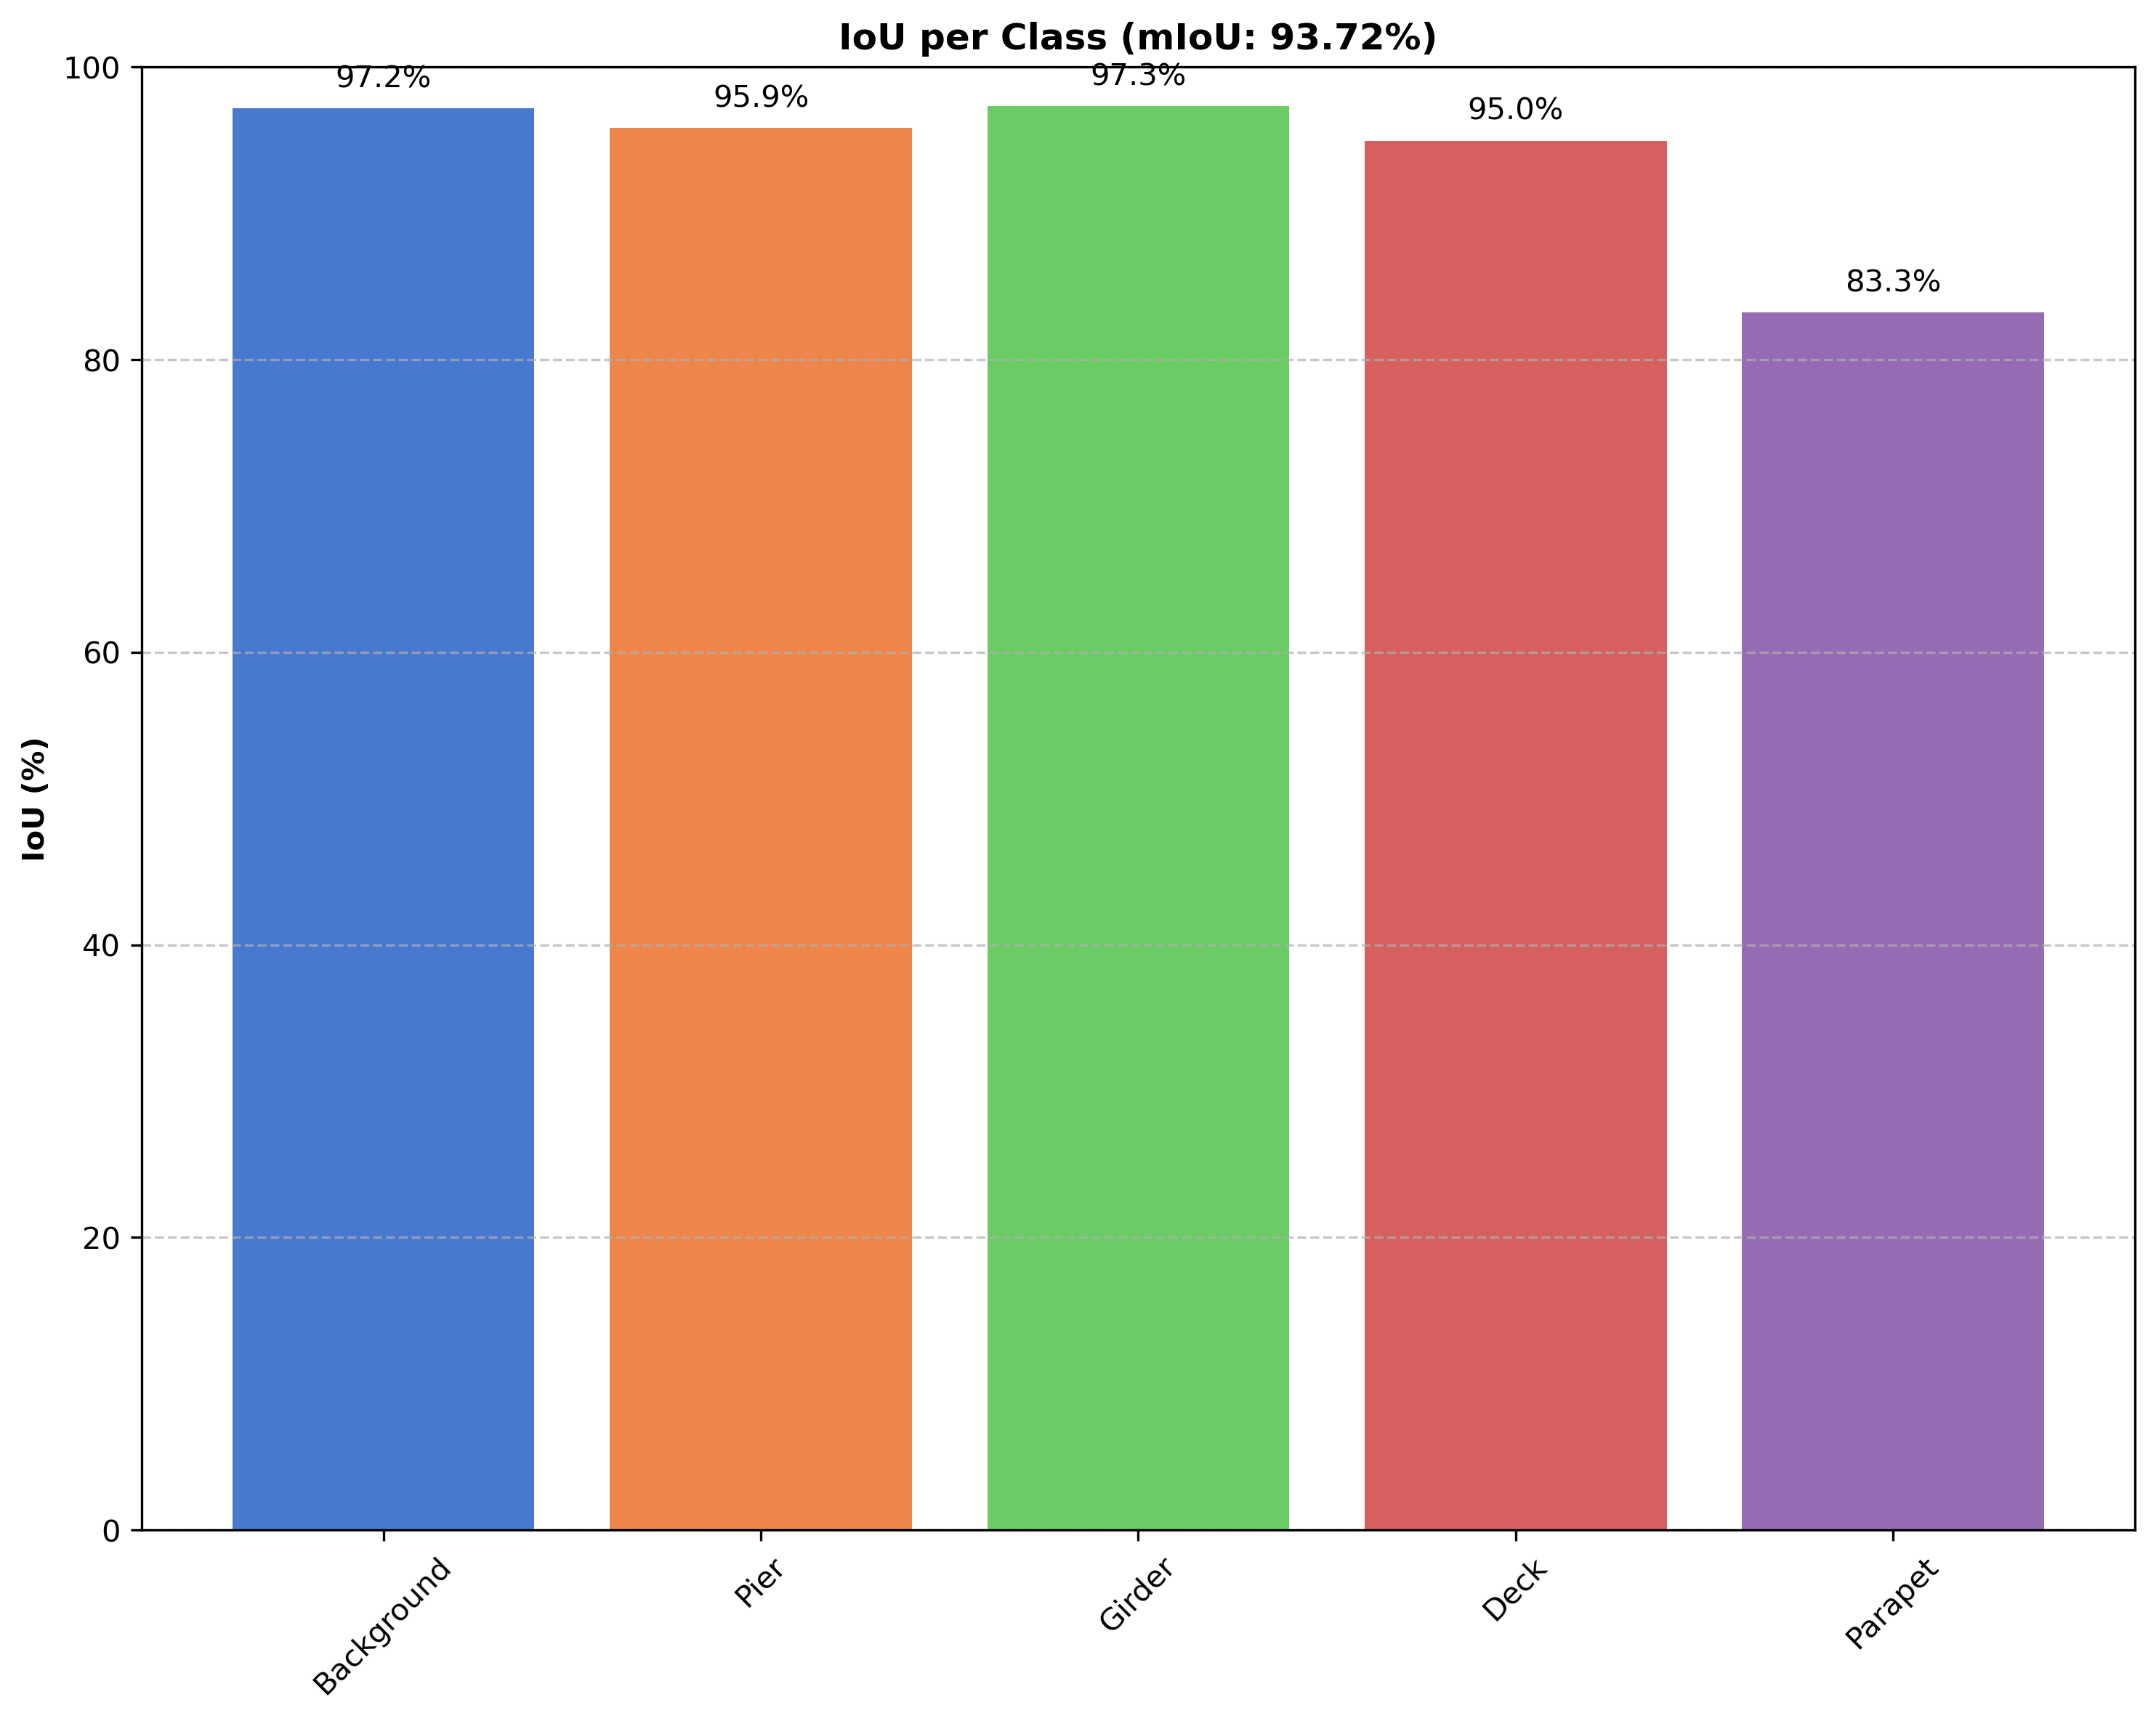 IoU per Class (mIoU: 93.72%)
100
97.2%
95.9%
97.3%
95.0%
83.3%
80
60
IoU (%)
40
20
0
Background
Pier
Girder
Deck
Parapet